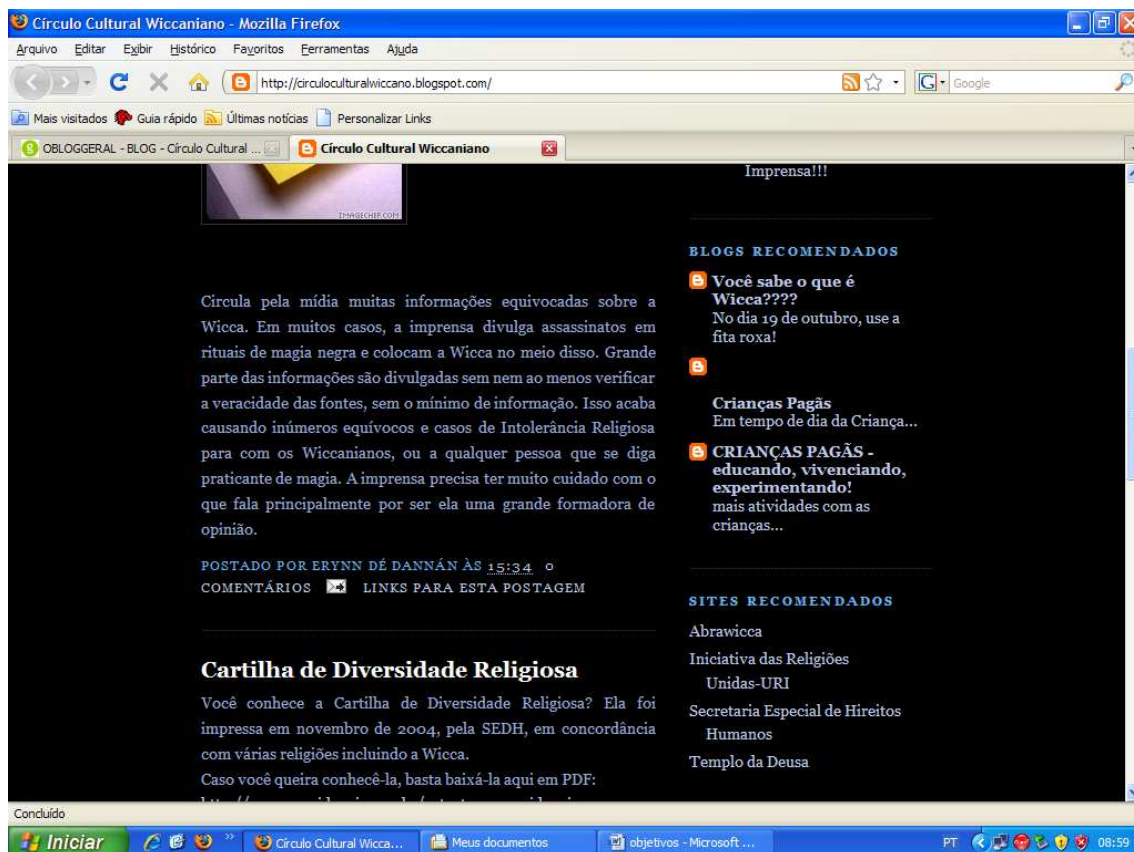 Círculo Cultural Wiccaniano - Mozilla Firefox
Arquivo Editar Exibir Histórico Favoritos Ferramentas Ajuda
http://circuloculturalwiccano.blogspot.com/
G Google
Mais visitados Guia rápido Últimas notícias Personalizar Links
OBLOGGERAL - BLOG - Círculo Cultural ... Círculo Cultural Wiccaniano
IMAGECHEF.COM
Circula pela mídia muitas informações equivocadas sobre a
Wicca. Em muitos casos, a imprensa divulga assassinatos em
rituais de magia negra e colocam a Wicca no meio disso. Grande
parte das informações são divulgadas sem nem ao menos verificar
a veracidade das fontes, sem o mínimo de informação. Isso acaba
causando inúmeros equívocos e casos de Intolerância Religiosa
para com os Wiccanianos, ou a qualquer pessoa que se diga
praticante de magia. A imprensa precisa ter muito cuidado com o
que fala principalmente por ser ela uma grande formadora de
opinião.
POSTADO POR ERYNN DÉ DANNÁN ÀS 15:34 0
COMENTÁRIOS LINKS PARA ESTA POSTAGEM
Cartilha de Diversidade Religiosa
Você conhece a Cartilha de Diversidade Religiosa? Ela foi
impressa em novembro de 2004, pela SEDH, em concordância
com várias religiões incluindo a Wicca.
Caso você queira conhecê-la, basta baixá-la aqui em PDF:
Imprensa!!!
BLOGS RECOMENDADOS
Você sabe o que é
Wicca????
No dia 19 de outubro, use a
fita roxa!
Crianças Pagãs
Em tempo de dia da Criança...
CRIANÇAS PAGÃS -
educando, vivenciando,
experimentando!
mais atividades com as
crianças...
SITES RECOMENDADOS
Abrawicca
Iniciativa das Religiões
Unidas-URI
Secretaria Especial de Hireitos
Humanos
Templo da Deusa
Concluído
Iniciar » Círculo Cultural Wicca... Meus documentos objetivos - Microsoft ... PT 08:59